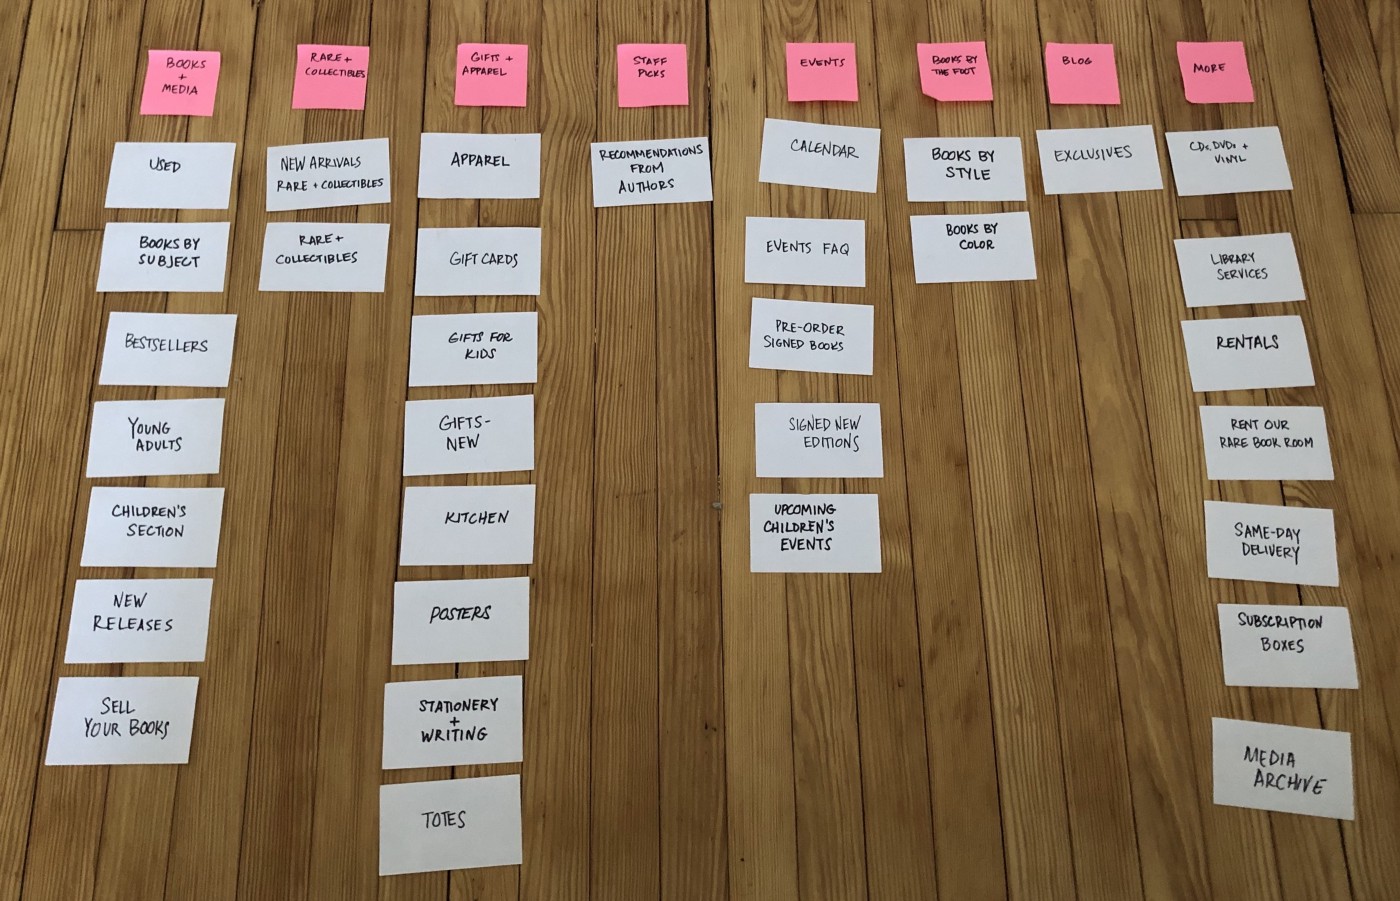 BOOKS
+
MEDIA
RARE +
COLLECTIBLES
GIFTS +
APPAREL
STAFF
PICKS
EVENTS
BOOKS BY
THE FOOT
BLOG
MORE
USED
BOOKS BY
SUBJECT
BESTSELLERS
YOUNG
ADULTS
CHILDREN'S
SECTION
NEW
RELEASES
SELL
YOUR BOOKS
NEW ARRIVALS
RARE + COLLECTIBLES
RARE +
COLLECTIBLES
APPAREL
GIFT CARDS
GIFTS FOR
KIDS
GIFTS-
NEW
KITCHEN
POSTERS
STATIONERY
+
WRITING
TOTES
RECOMMENDATIONS
FROM
AUTHORS
CALENDAR
EVENTS FAQ
PRE-ORDER
SIGNED BOOKS
SIGNED NEW
EDITIONS
UPCOMING
CHILDREN'S
EVENTS
BOOKS BY
STYLE
BOOKS BY
COLOR
EXCLUSIVES
CDs, DVDs +
VINYL
LIBRARY
SERVICES
RENTALS
RENT OUR
RARE BOOK ROOM
SAME-DAY
DELIVERY
SUBSCRIPTION
BOXES
MEDIA
ARCHIVE